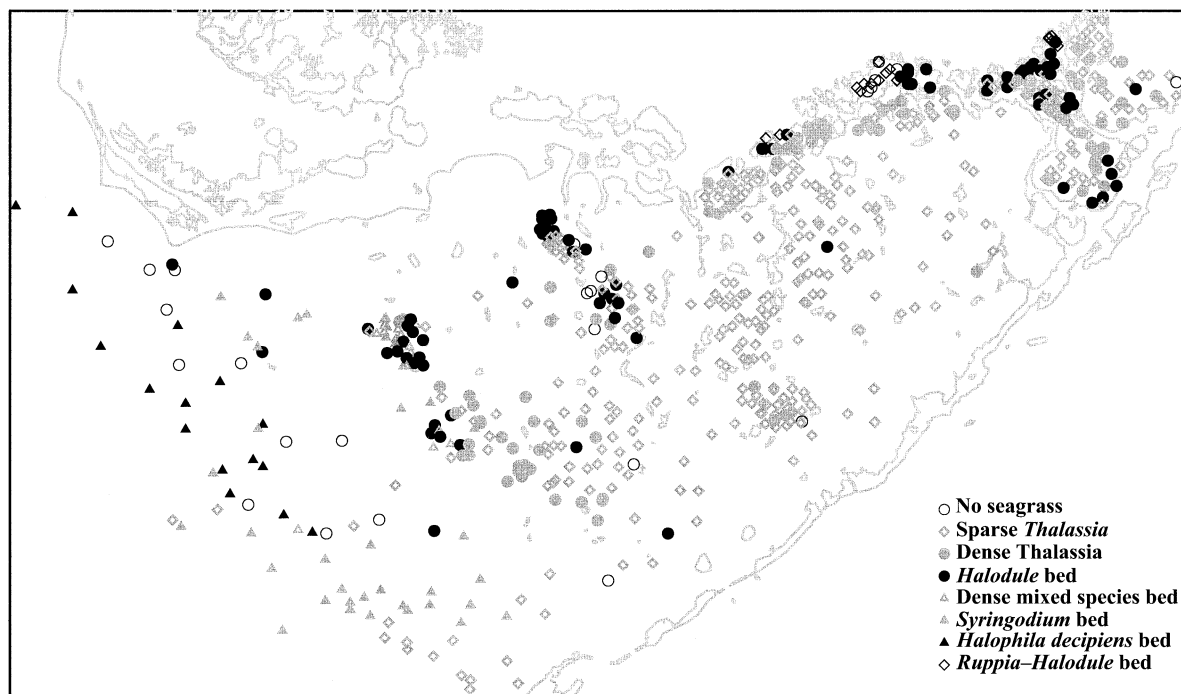 No seagrass
Sparse Thalassia
Dense Thalassia
Halodule bed
Dense mixed species bed
Syringodium bed
Halophila decipiens bed
Ruppia–Halodule bed